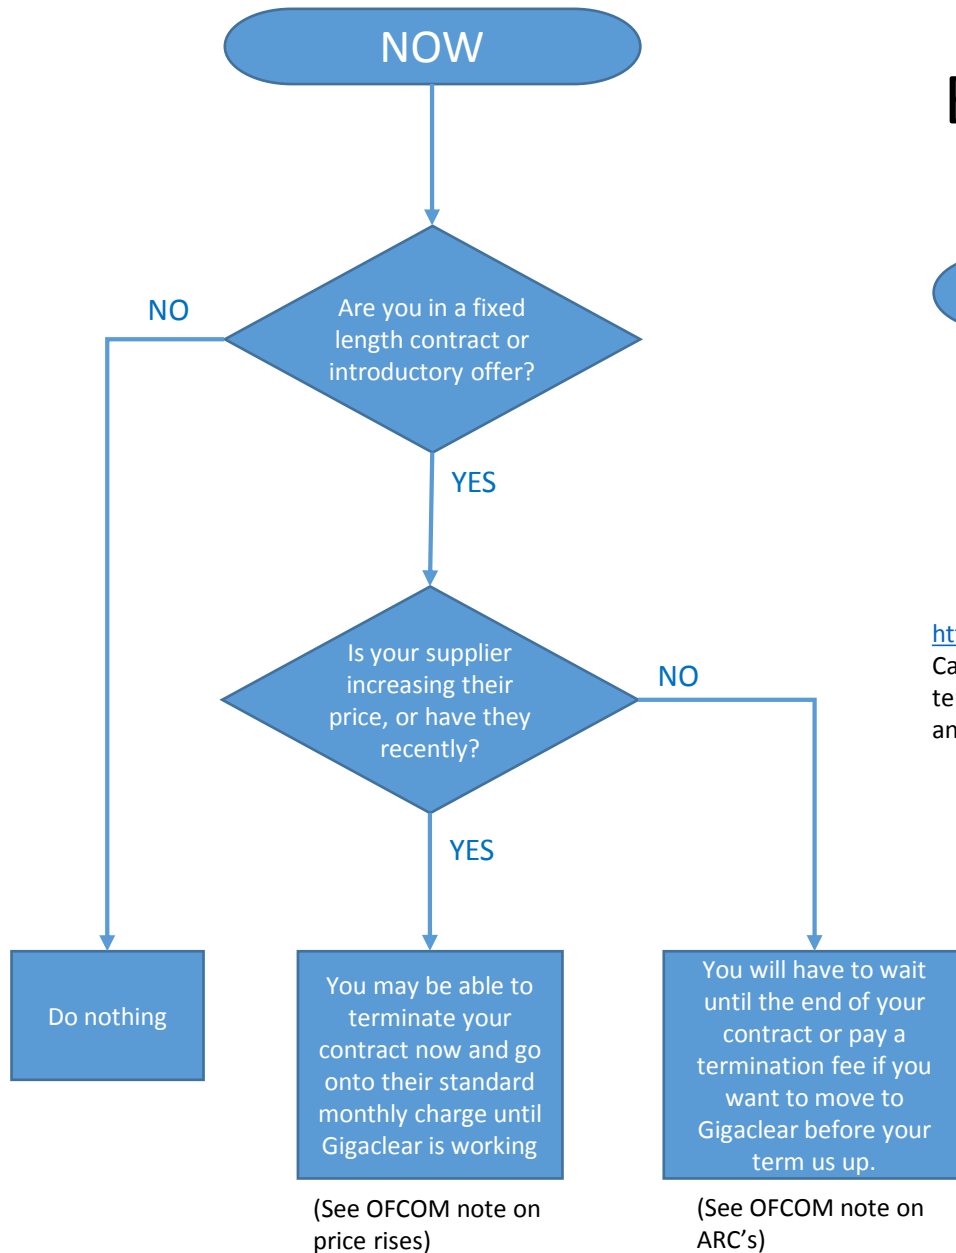 NOW
Are you in a fixed
length contract or
introductory offer?
NO
YES
Is your supplier
increasing their
price, or have they
recently?
NO
YES
Do nothing
You may be able to
terminate your
contract now and go
onto their standard
monthly charge until
Gigaclear is working
(See OFCOM note on
price rises)
You will have to wait
until the end of your
contract or pay a
termination fee if you
want to move to
Gigaclear before your
term us up.
(See OFCOM note on
ARC's)